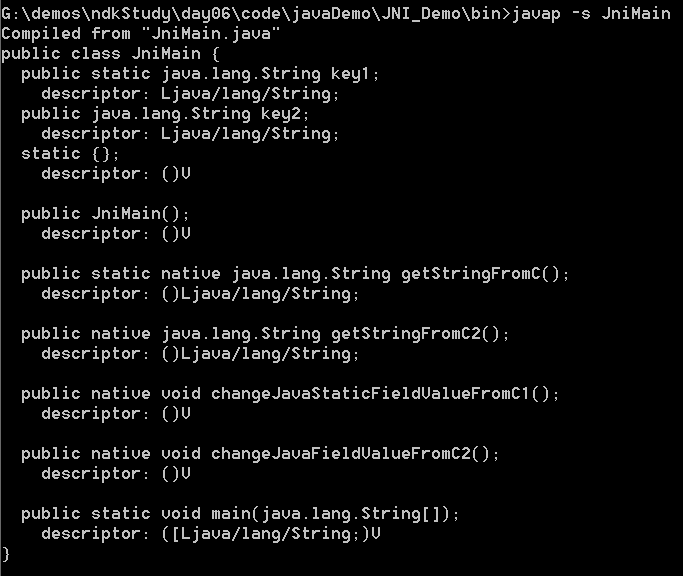 G:\demos\ndkStudy\day06\code\javaDemo\JNI_Demo\bin>javap -s JniMain
Compiled from "JniMain.java"
public class JniMain {
  public static java.lang.String key1;
    descriptor: Ljava/lang/String;
  public java.lang.String key2;
    descriptor: Ljava/lang/String;
  static {};
    descriptor: ()V

  public JniMain();
    descriptor: ()V

  public static native java.lang.String getStringFromC();
    descriptor: ()Ljava/lang/String;

  public native java.lang.String getStringFromC2();
    descriptor: ()Ljava/lang/String;

  public native void changeJavaStaticFieldValueFromC1();
    descriptor: ()V

  public native void changeJavaFieldValueFromC2();
    descriptor: ()V

  public static void main(java.lang.String[]);
    descriptor: ([Ljava/lang/String;)V
}